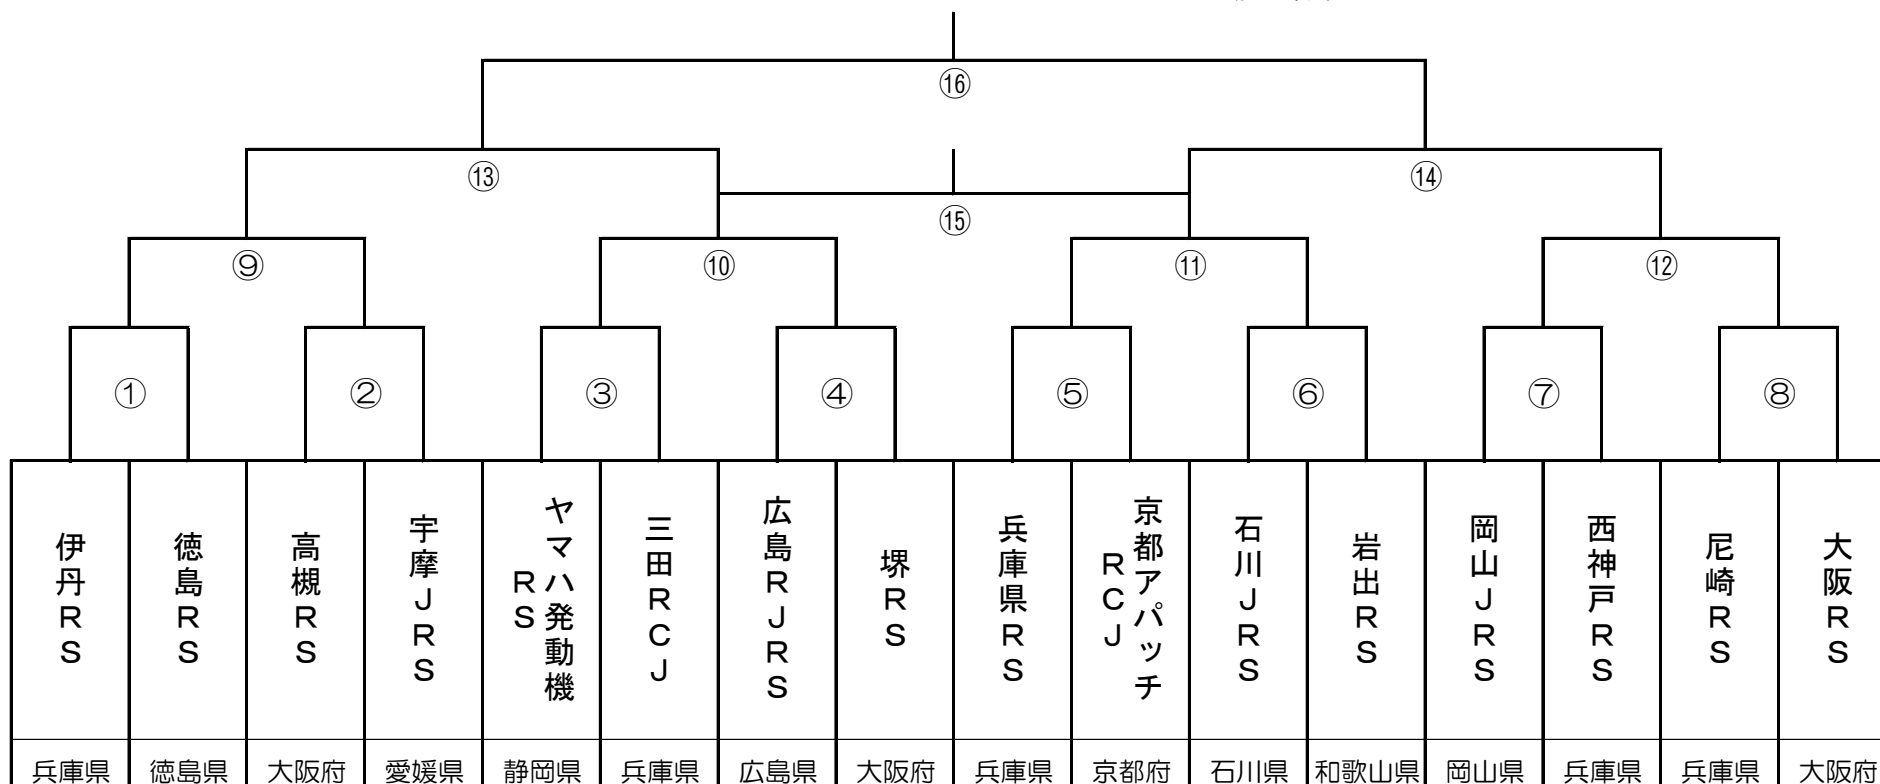 ⑯
⑬
⑭
⑮
⑨
⑩
⑪
⑫
①
②
③
④
⑤
⑥
⑦
⑧
伊丹RS
徳島RS
高槻RS
宇摩JRS
ヤマハ発動機
RS
三田RCJ
広島RJRS
堺RS
兵庫県RS
京都アパッチ
RCJ
石川JRS
岩出RS
岡山JRS
西神戸RS
尼崎RS
大阪RS
兵庫県
徳島県
大阪府
愛媛県
静岡県
兵庫県
広島県
大阪府
兵庫県
京都府
石川県
和歌山県
岡山県
兵庫県
兵庫県
大阪府